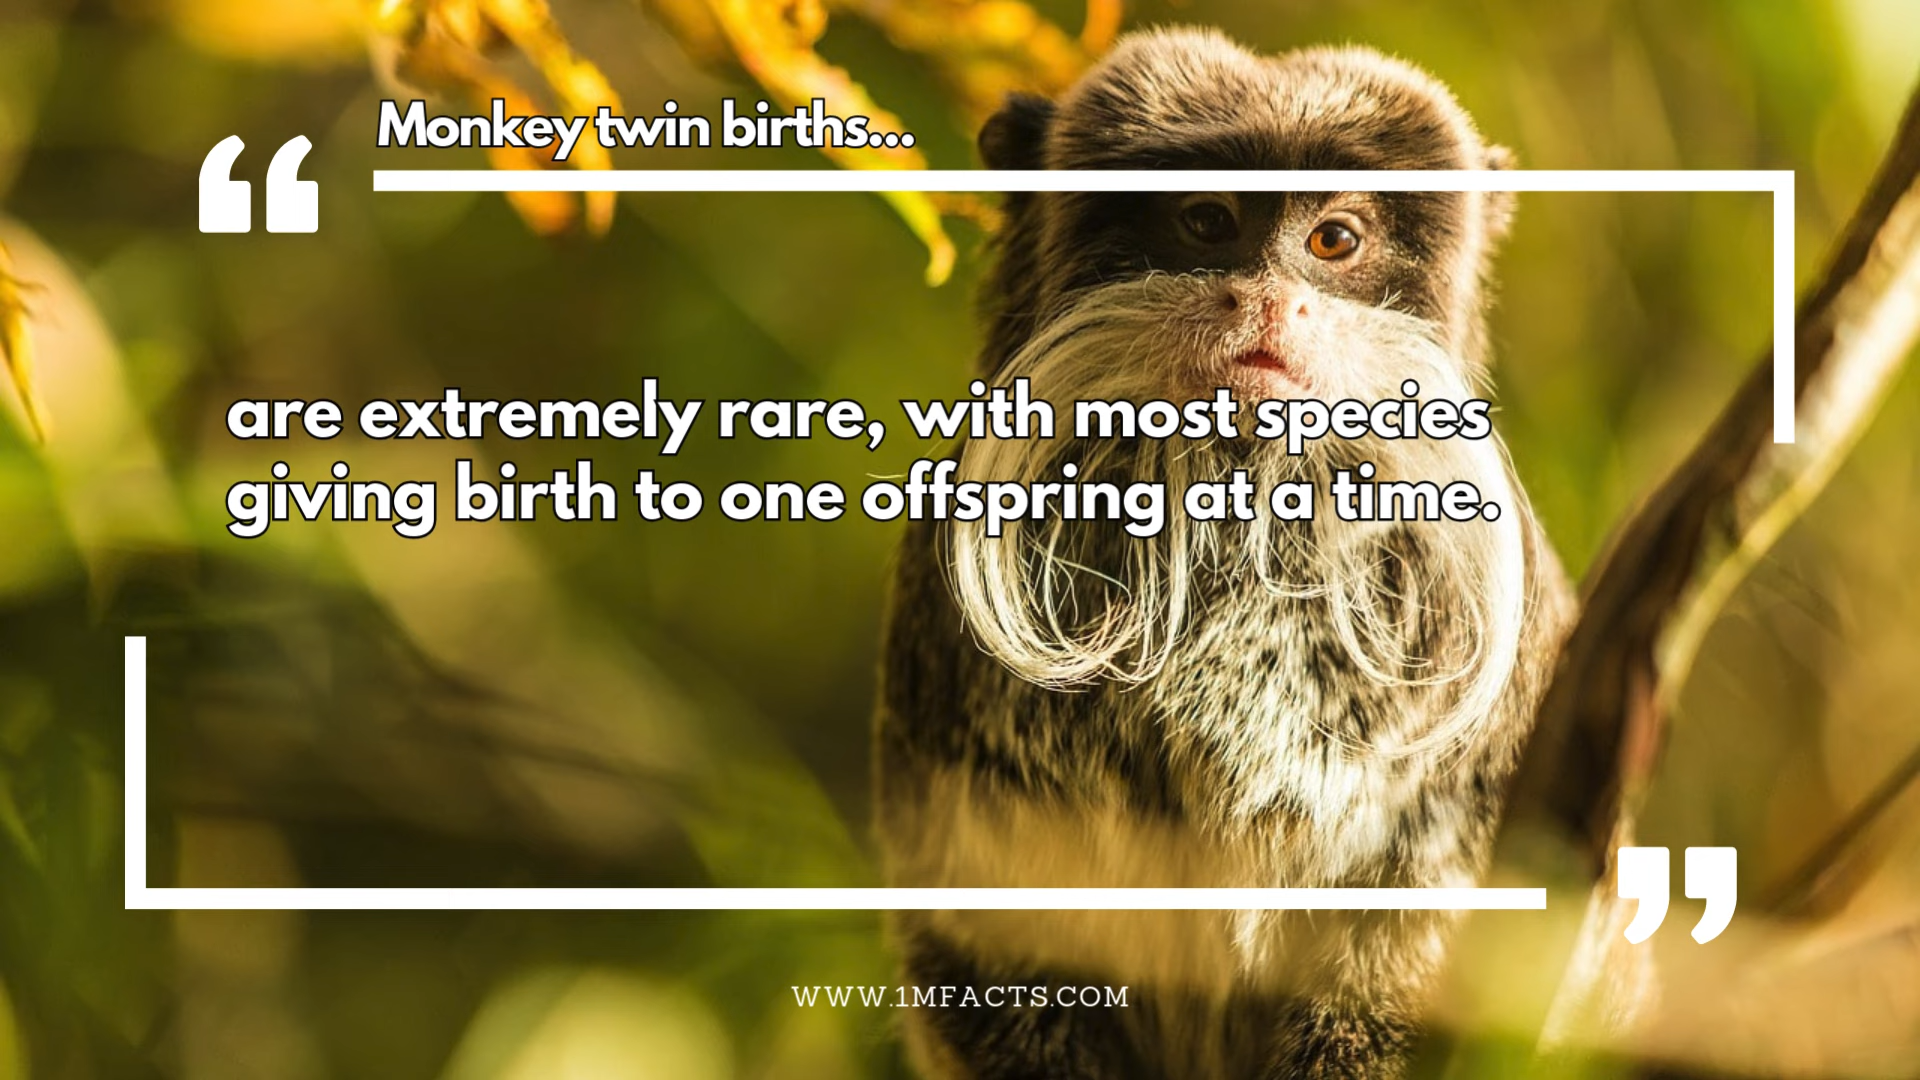 Monkey twin births...
are extremely rare, with most species
giving birth to one offspring at a time.
WWW.1MFACTS.COM